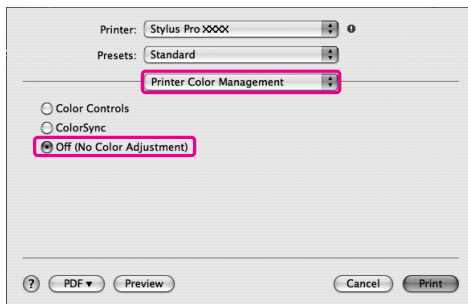 Printer: Stylus Pro XXXX
Presets: Standard
Printer Color Management
Color Controls
ColorSync
Off (No Color Adjustment)
? PDF ▼ Preview Cancel Print